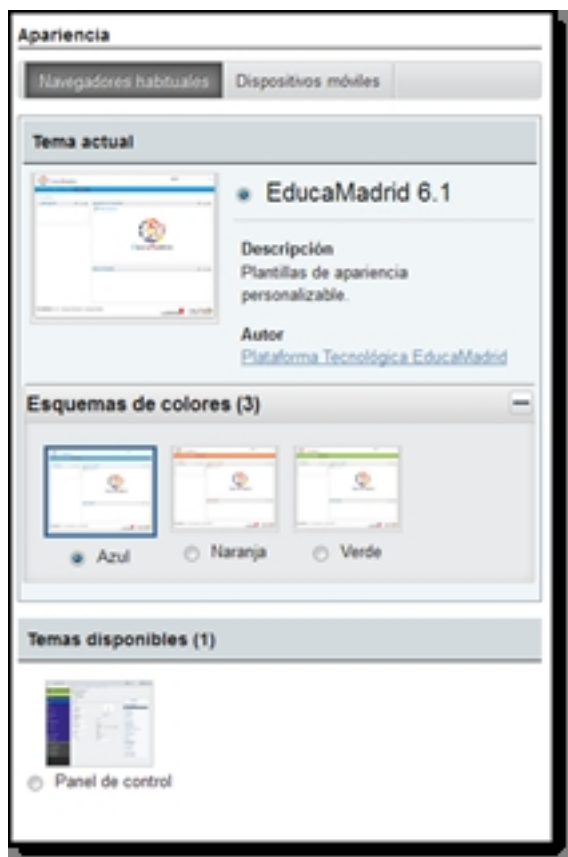 Apariencia
Navegadores habituales Dispositivos móviles
Tema actual
EducaMadrid 6.1
Descripción
Plantillas de apariencia
personalizable.
Autor
Plataforma Tecnológica EducaMadrid
Esquemas de colores (3)
Azul Naranja Verde
Temas disponibles (1)
Panel de control